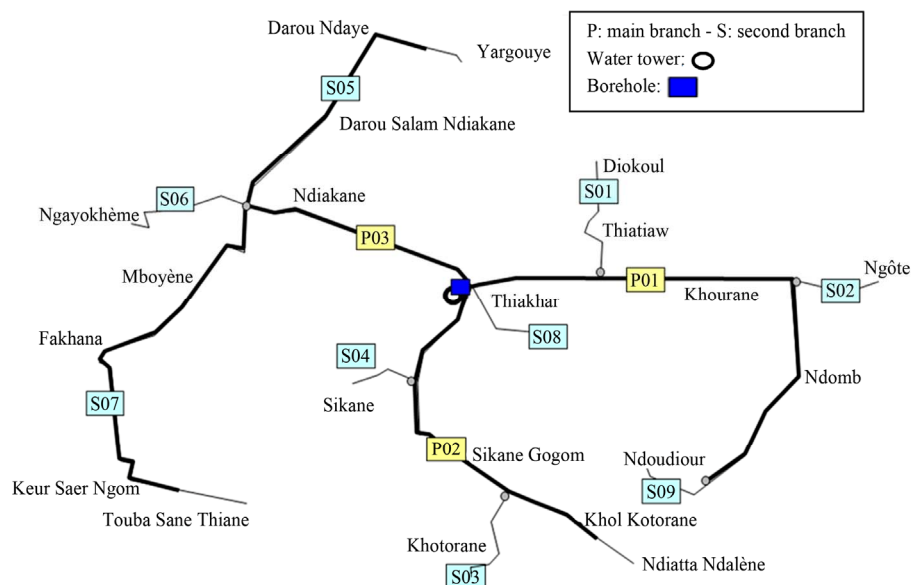 Darou Ndaye
Yargouye
P: main branch - S: second branch
Water tower:
Borehole:
S05
Darou Salam Ndiakane
Diokoul
S01
S06
Ndiakane
Ngayokhème
Thiatiaw
P03
Mboyène
P01
Ngôte
Khourane
S02
Thiakhar
Fakhana
S08
S04
Ndomb
Sikane
S07
P02
Sikane Gogom
Ndoudiour
Keur Saer Ngom
S09
Touba Sane Thiane
Khol Kotorane
Khotorane
Ndiatta Ndalène
S03